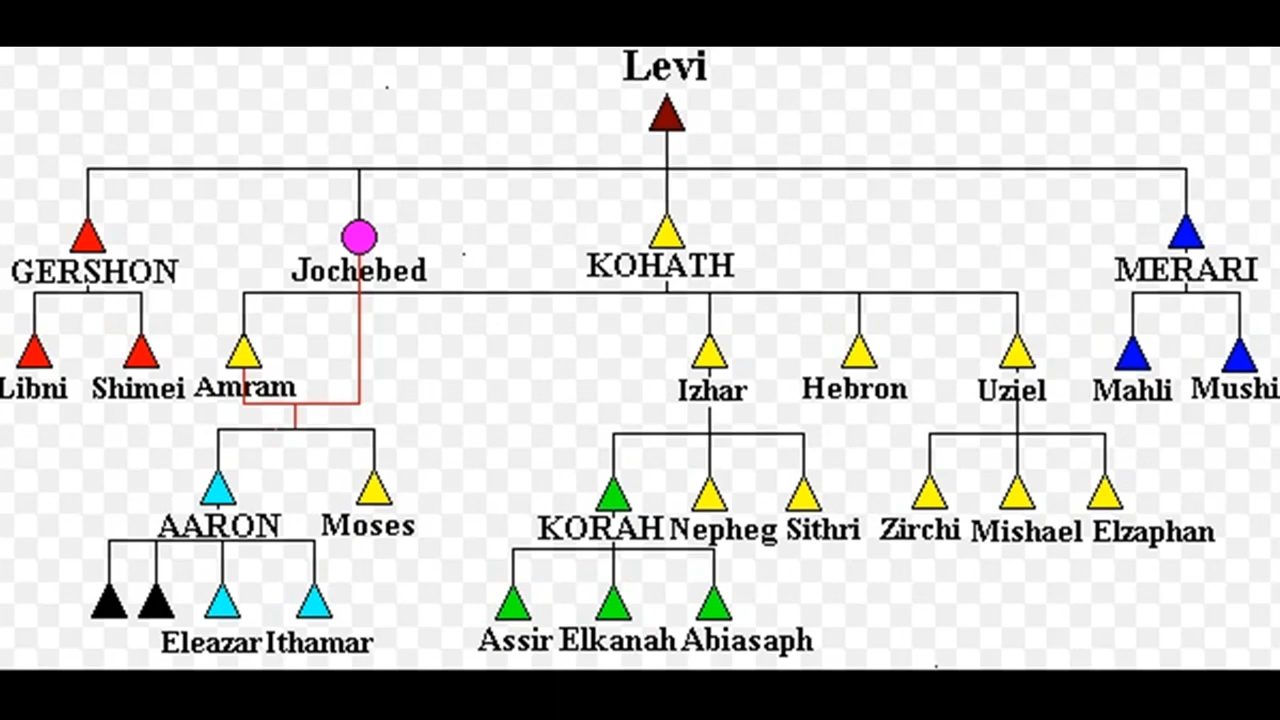 Levi
GERSHON Jochebed KOHATH MERARI
Libni Shimei Amram Izhar Hebron Uziel Mahli Mushi
AARON Moses KORAH Nepheg Sithri Zirchi Mishael Elzaphan
Eleazar Ithamar Assir Elkanah Abiasaph